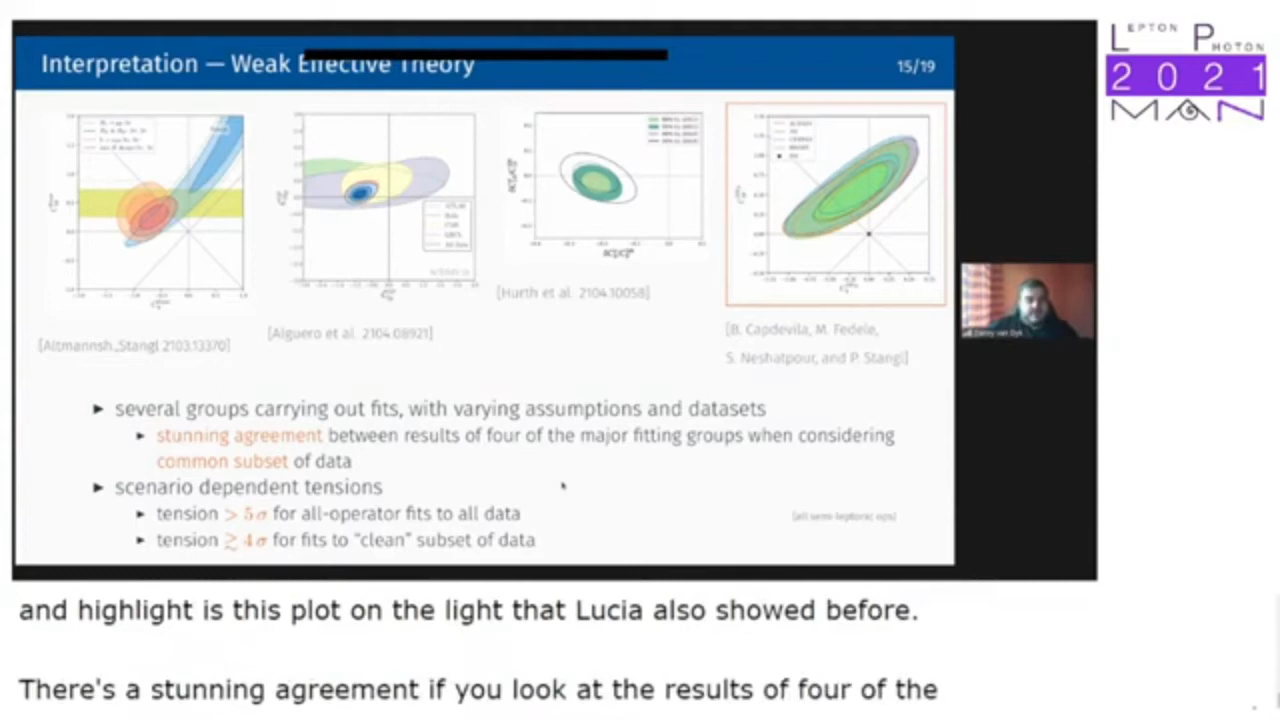 LEPTON PHOTON
2021
MAN
Interpretation — Weak Effective Theory
15/19
[Altmannsh.,Stangl 2103.13370]
[Alguero et al. 2104.08921]
[Hurth et al. 2104.10058]
[B. Capdevila, M. Fedele,
S. Neshatpour, and P. Stangl]
► several groups carrying out fits, with varying assumptions and datasets
► stunning agreement between results of four of the major fitting groups when considering
common subset of data
► scenario dependent tensions
► tension > 5σ for all-operator fits to all data
(all semi-leptonic ops)
► tension ≳ 4σ for fits to “clean” subset of data
Danny van Dyk
and highlight is this plot on the light that Lucia also showed before.
There's a stunning agreement if you look at the results of four of the